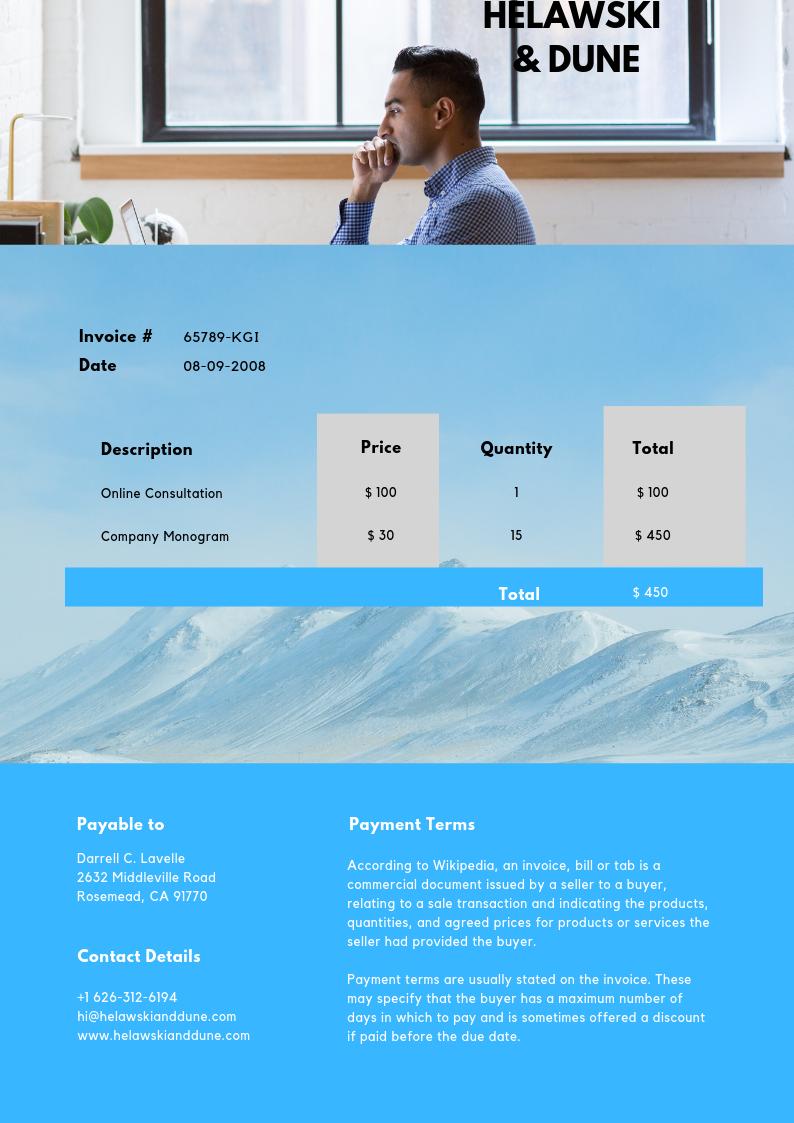 HELAWSKI
& DUNE
Invoice # 65789-KGI
Date 08-09-2008
Description Price Quantity Total
Online Consultation $ 100 1 $ 100
Company Monogram $ 30 15 $ 450
Total $ 450
Payable to
Darrell C. Lavelle
2632 Middleville Road
Rosemead, CA 91770
Contact Details
+1 626-312-6194
hi@helawskianddune.com
www.helawskianddune.com
Payment Terms
According to Wikipedia, an invoice, bill or tab is a
commercial document issued by a seller to a buyer,
relating to a sale transaction and indicating the products,
quantities, and agreed prices for products or services the
seller had provided the buyer.
Payment terms are usually stated on the invoice. These
may specify that the buyer has a maximum number of
days in which to pay and is sometimes offered a discount
if paid before the due date.